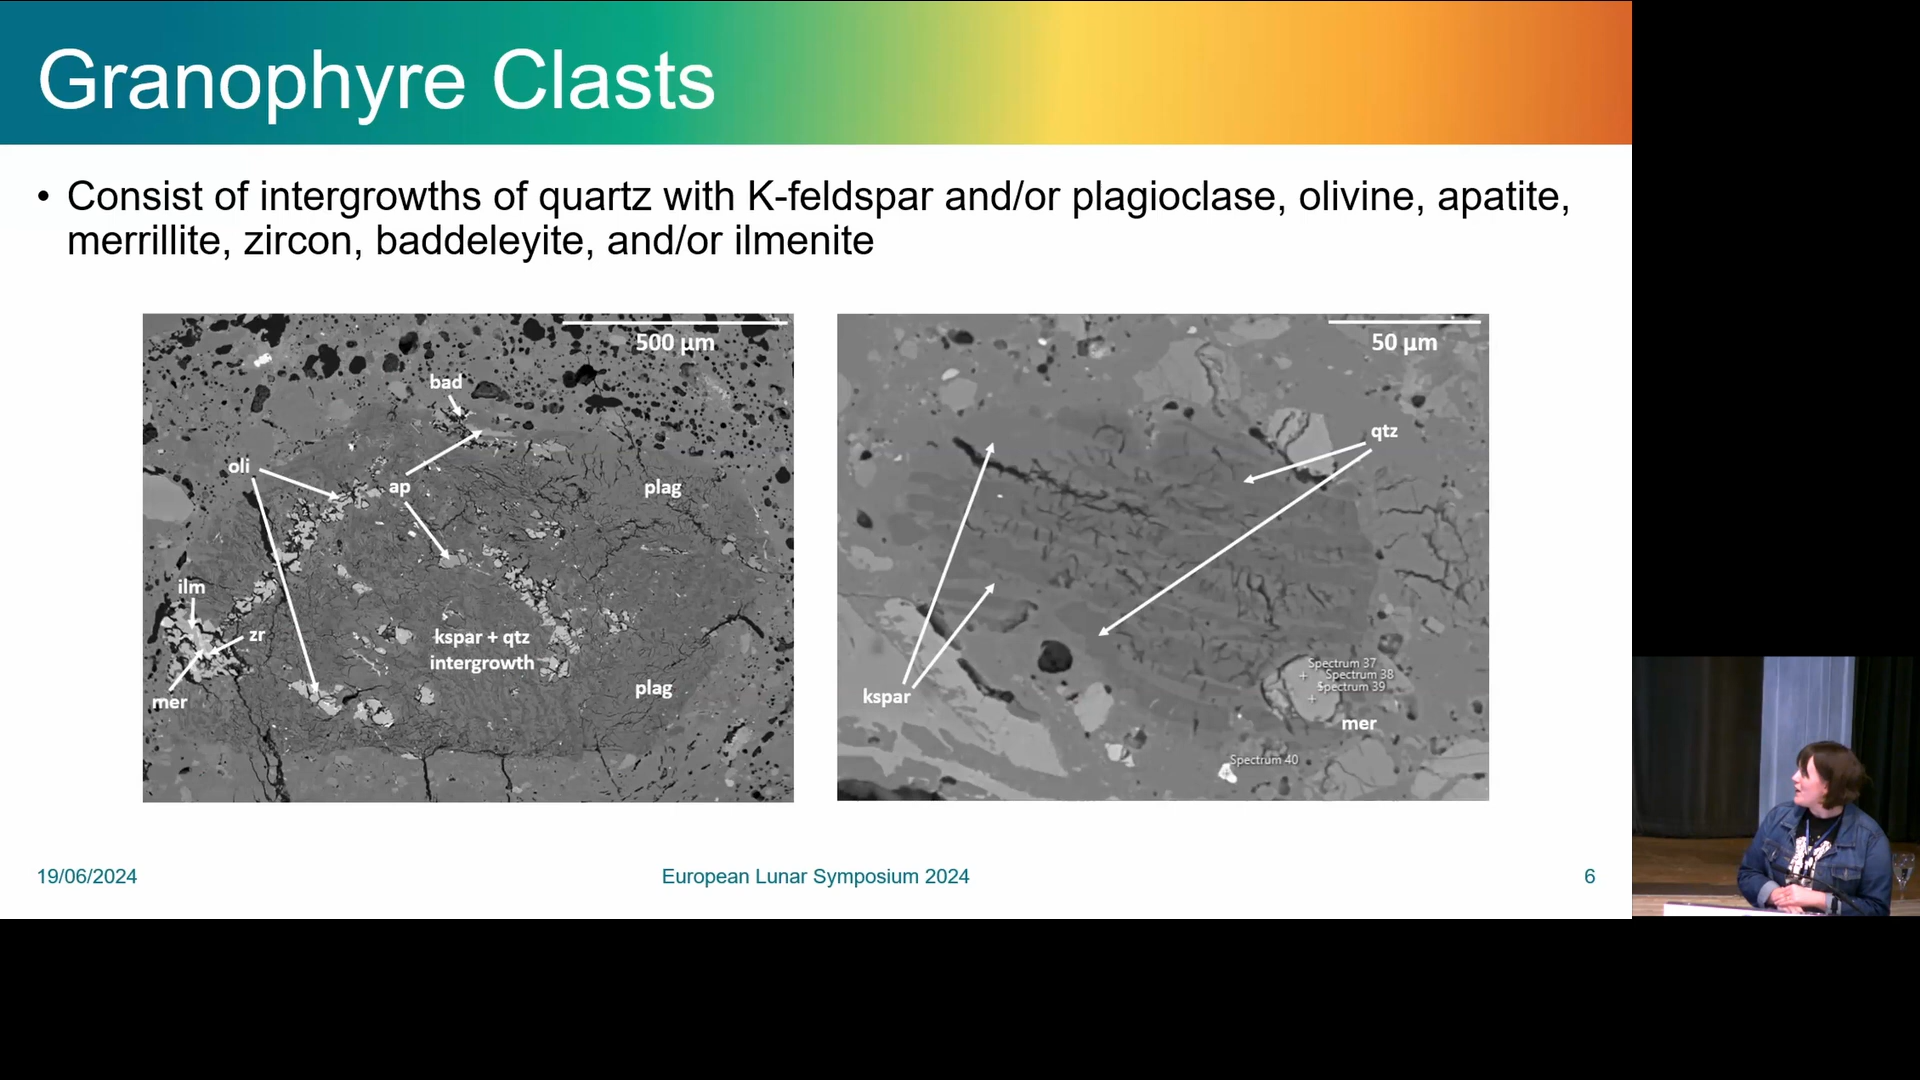 Granophyre Clasts
• Consist of intergrowths of quartz with K-feldspar and/or plagioclase, olivine, apatite,
merrillite, zircon, baddeleyite, and/or ilmenite
500 µm
bad
oli
ap
plag
ilm
zr
kspar + qtz
intergrowth
plag
mer
50 µm
qtz
Spectrum 37
Spectrum 38
Spectrum 39
kspar
mer
Spectrum 40
19/06/2024
European Lunar Symposium 2024
6